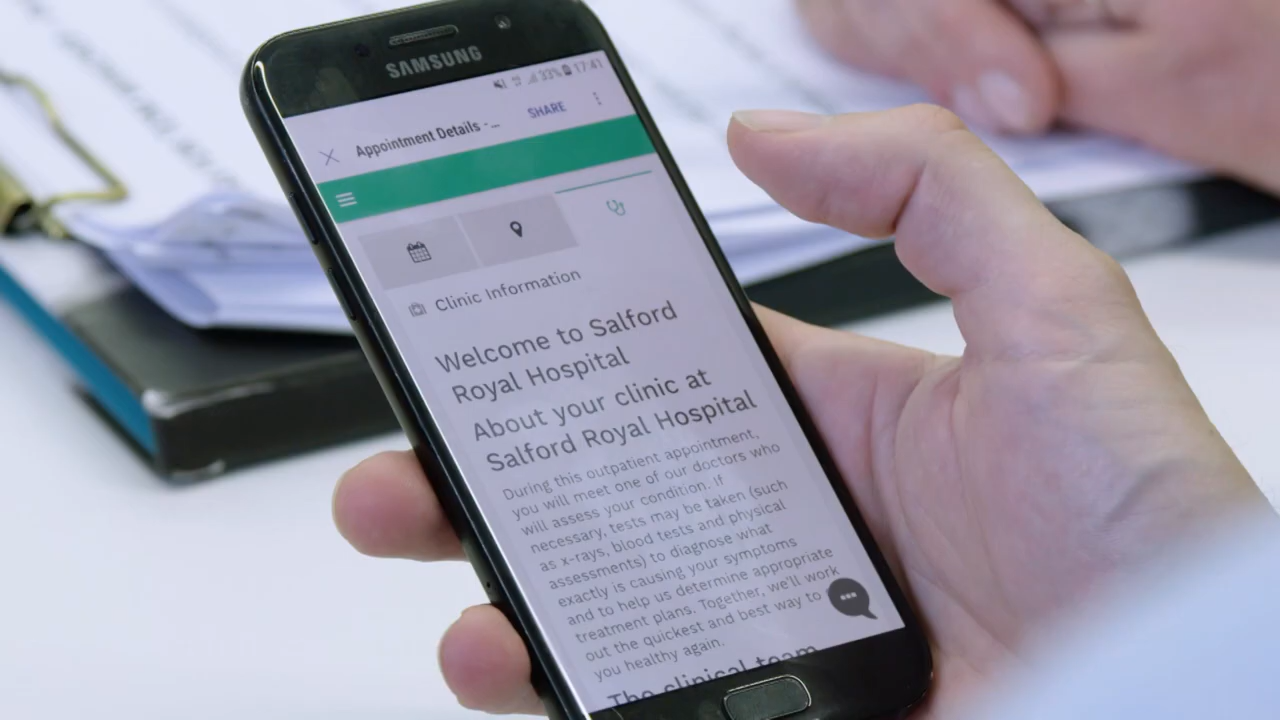 SAMSUNG
33% 17:41
Appointment Details -...
SHARE
Clinic Information
Welcome to Salford
Royal Hospital
About your clinic at
Salford Royal Hospital
During this outpatient appointment,
you will meet one of our doctors who
will assess your condition. If
necessary, tests may be taken (such
as x-rays, blood tests and physical
assessments) to diagnose what
exactly is causing your symptoms
and to help us determine appropriate
treatment plans. Together, we'll work
out the quickest and best way to
you healthy again.
The clinical team